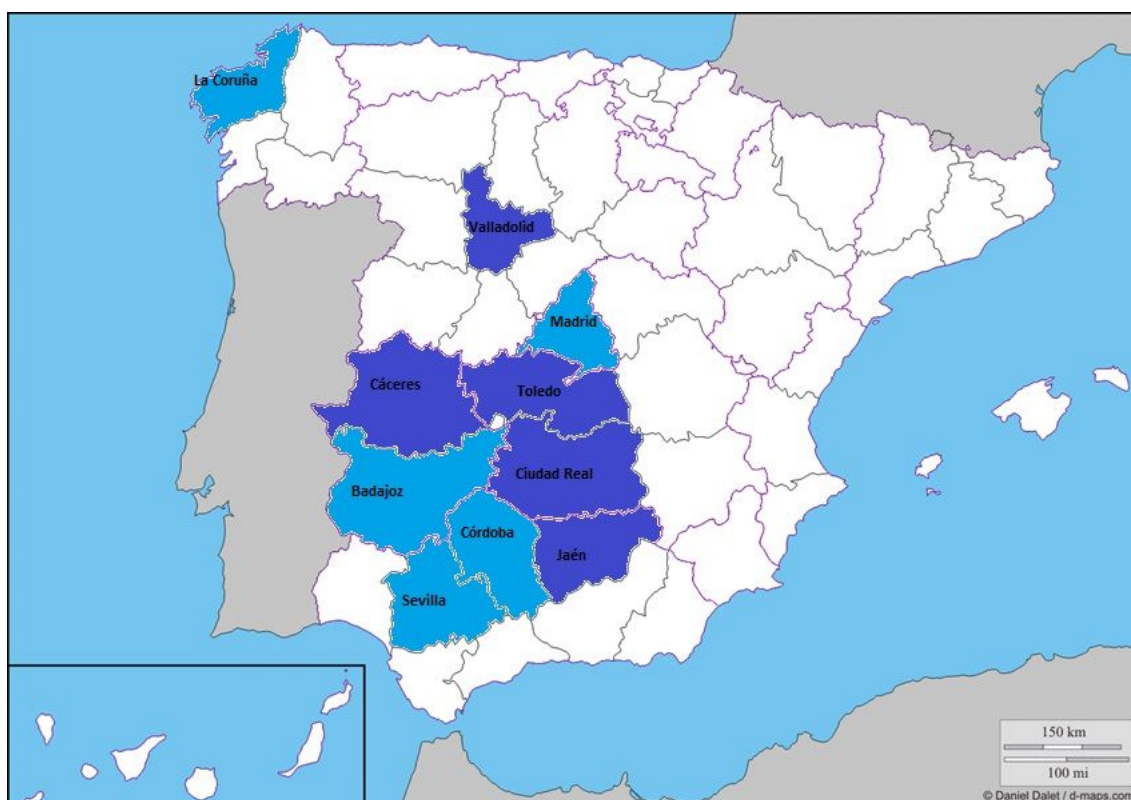 La Coruña
Valladolid
Madrid
Cáceres
Toledo
Ciudad Real
Badajoz
Córdoba
Jaén
Sevilla
150 km
100 mi
© Daniel Dalet / d-maps.com